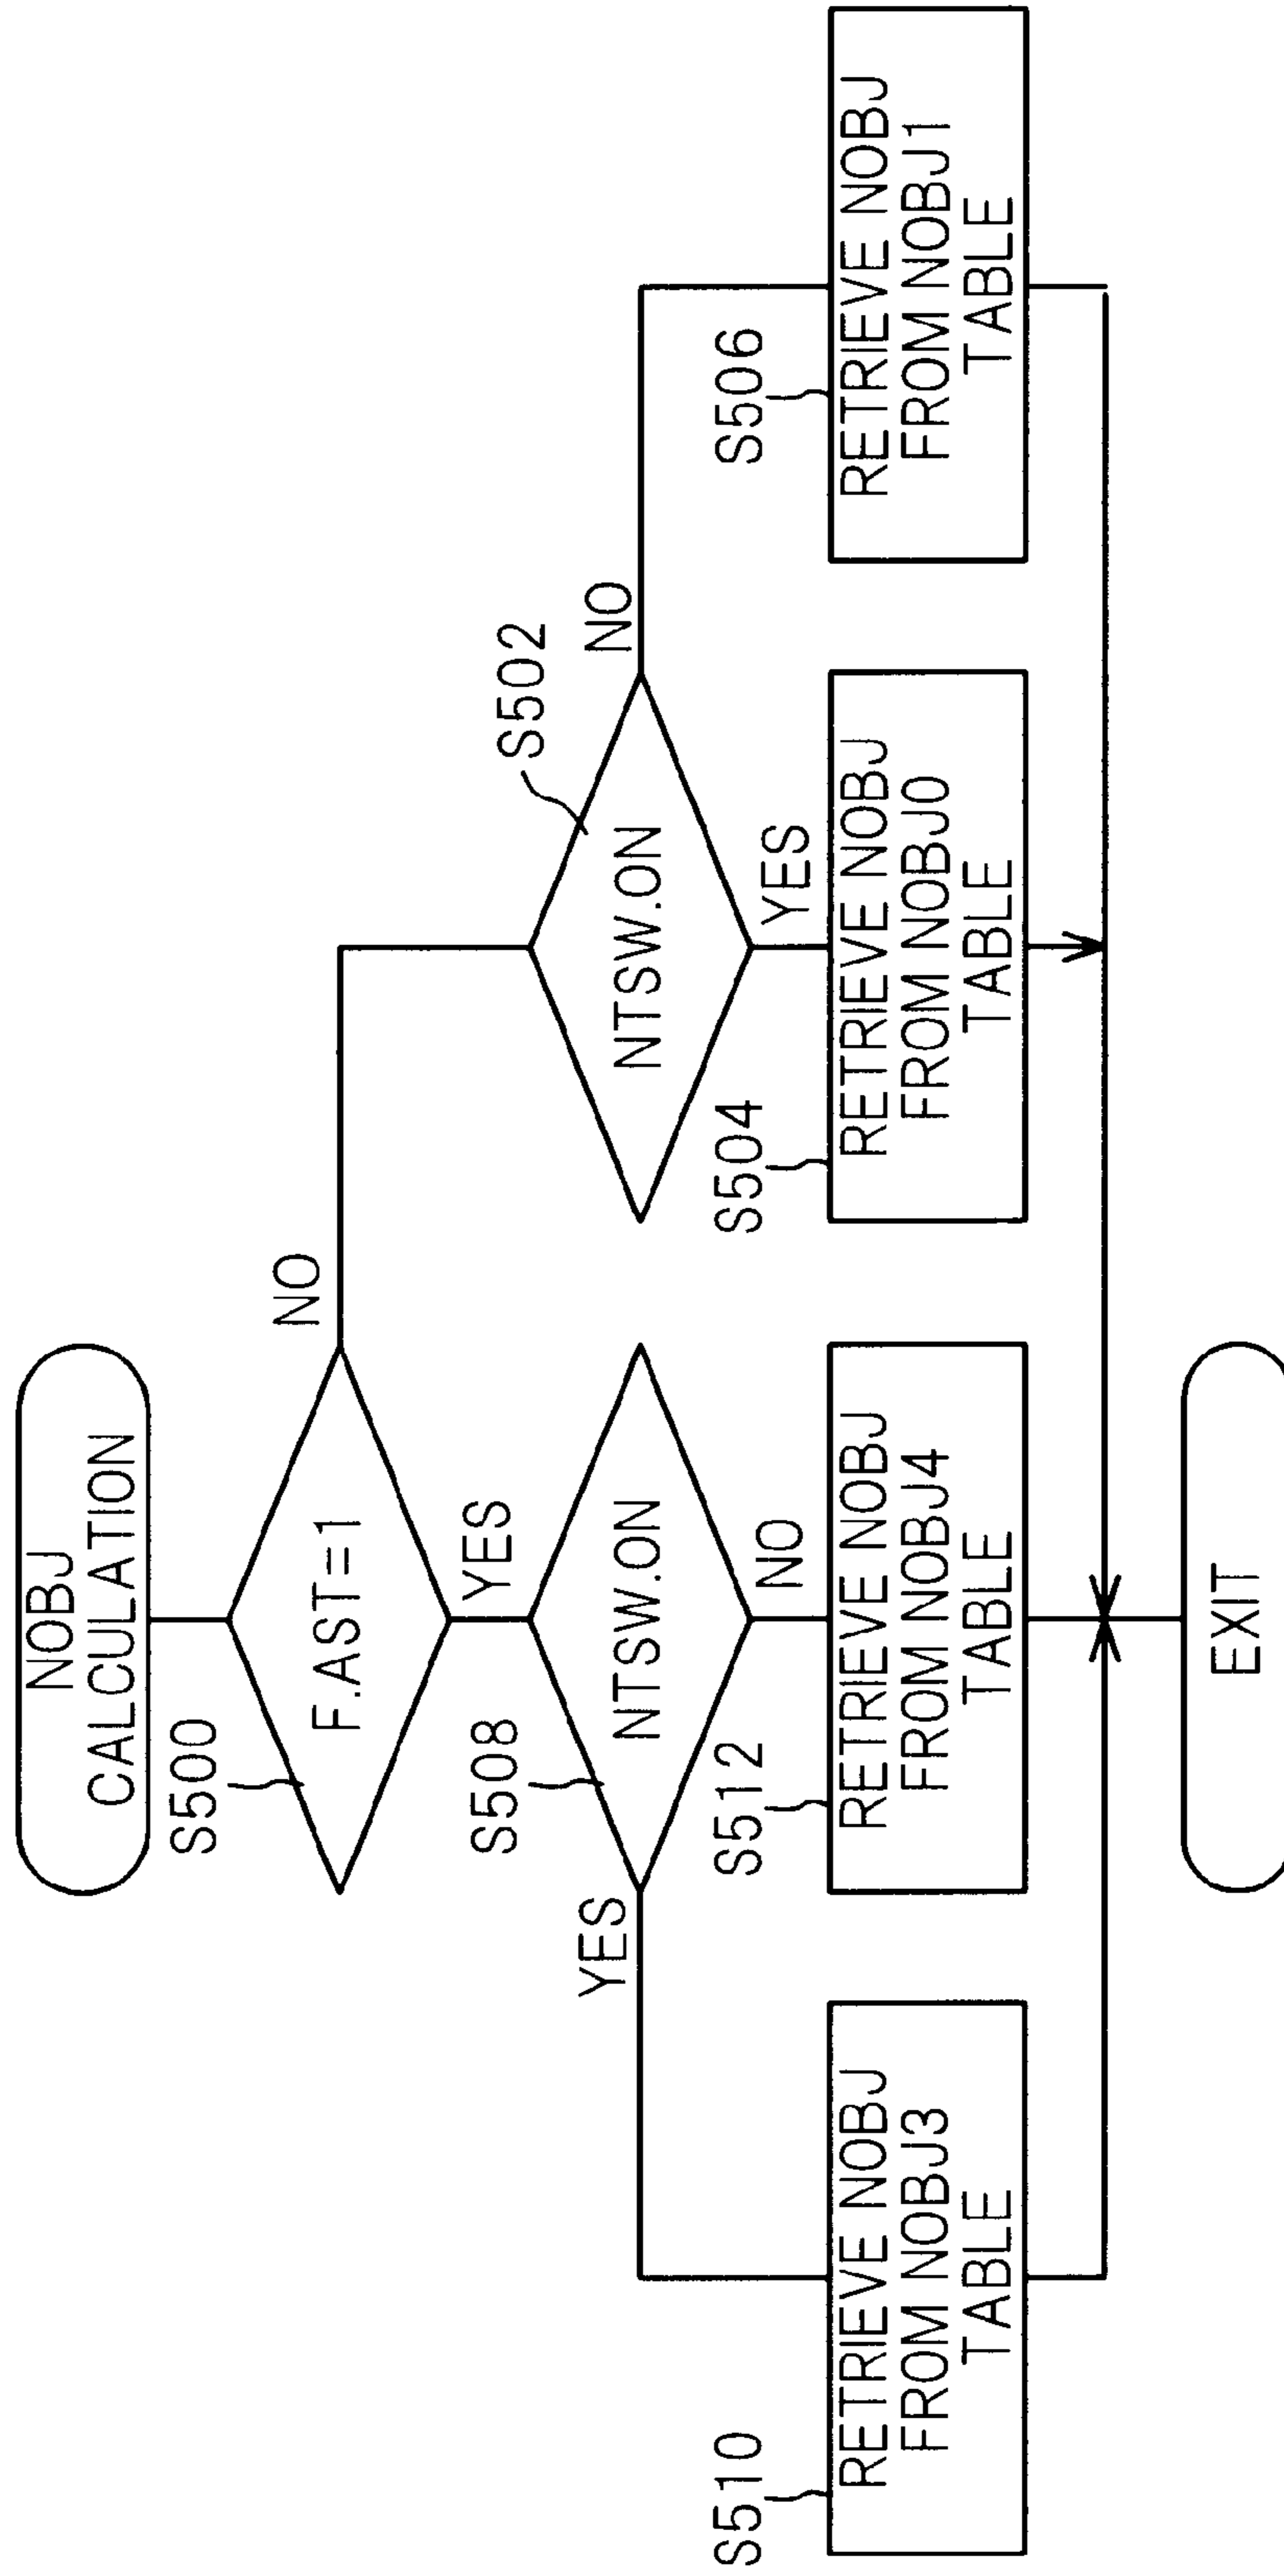 NOBJ
CALCULATION
S500
F.AST=1
NO
YES
S508
NTSW.ON
YES
NO
S502
NTSW.ON
NO
YES
S510
RETRIEVE NOBJ
FROM NOBJ3
TABLE
S512
RETRIEVE NOBJ
FROM NOBJ4
TABLE
S504
RETRIEVE NOBJ
FROM NOBJ0
TABLE
S506
RETRIEVE NOBJ
FROM NOBJ1
TABLE
EXIT